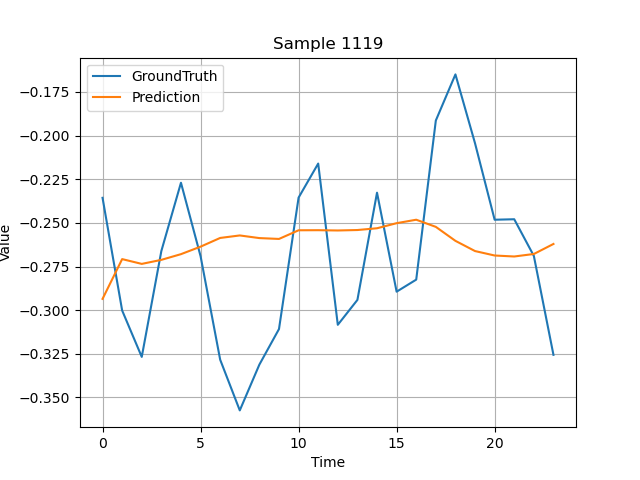 Sample 1119
GroundTruth
Prediction
−0.175
−0.200
−0.225
−0.250
−0.275
−0.300
−0.325
−0.350
Value
0 5 10 15 20
Time